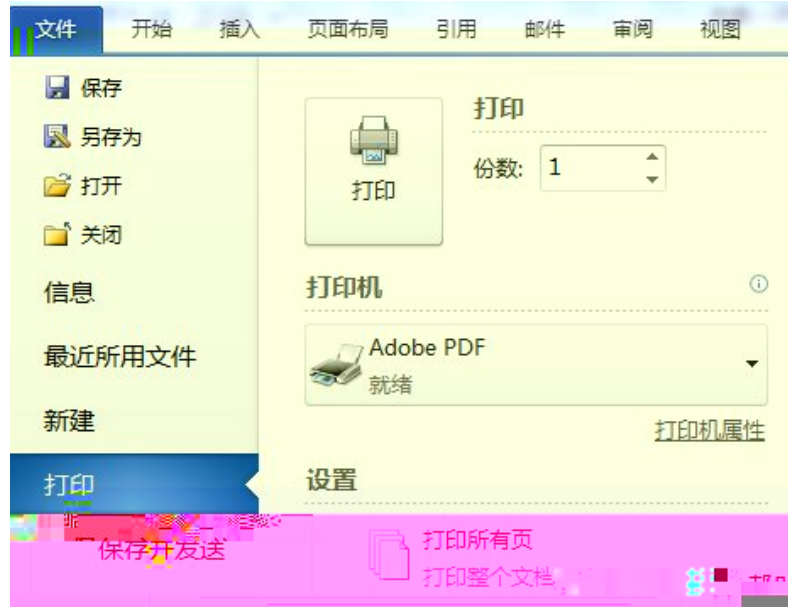 文件 开始 插入 页面布局 引用 邮件 审阅 视图
保存
另存为
打开
关闭
信息
最近所用文件
新建
打印
保存并发送
打印
打印
份数: 1
打印机
Adobe PDF
就绪
打印机属性
设置
打印所有页
打印整个文档